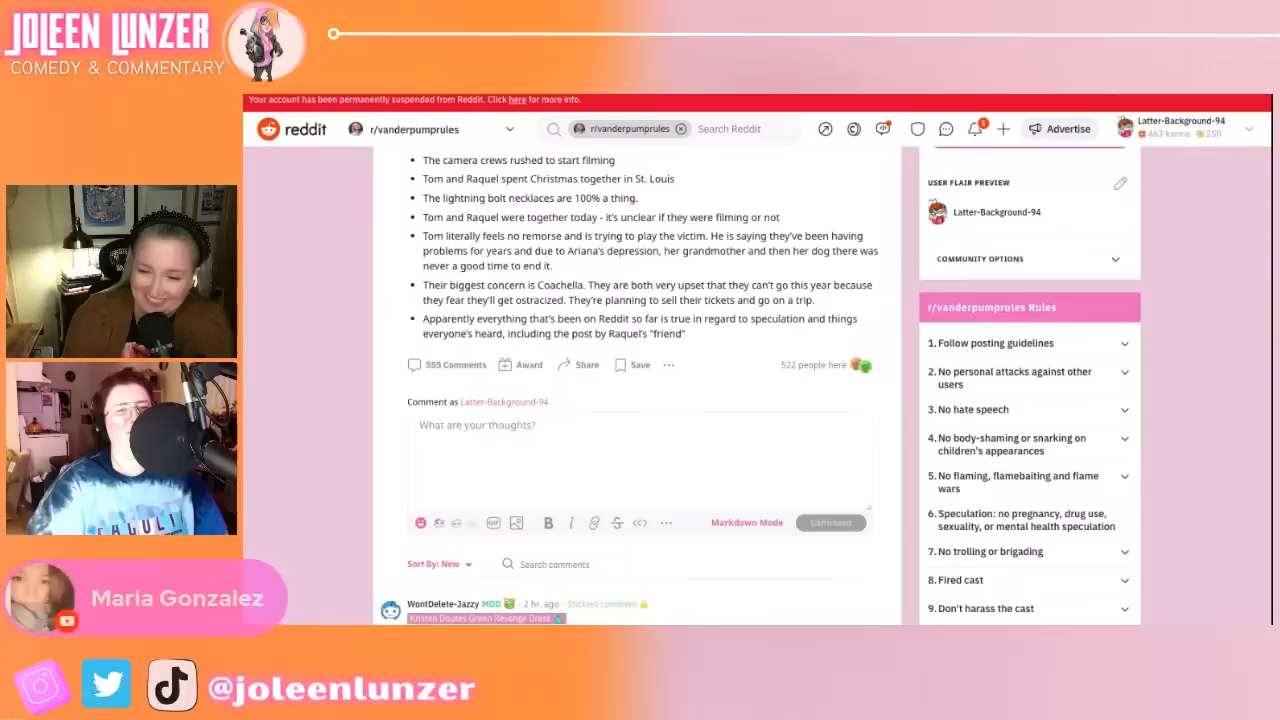 JOLEEN LUNZER
COMEDY & COMMENTARY
Your account has been permanently suspended from Reddit. Click here for more info.
reddit
r/vanderpumprules
r/vanderpumprules
Search Reddit
1
Advertise
Latter-Background-94
463 karma
250
The camera crews rushed to start filming
Tom and Raquel spent Christmas together in St. Louis
The lightning bolt necklaces are 100% a thing.
Tom and Raquel were together today - it's unclear if they were filming or not
Tom literally feels no remorse and is trying to play the victim. He is saying they've been having
problems for years and due to Ariana's depression, her grandmother and then her dog there was
never a good time to end it.
Their biggest concern is Coachella. They are both very upset that they can't go this year because
they fear they'll get ostracized. They're planning to sell their tickets and go on a trip.
Apparently everything that's been on Reddit so far is true in regard to speculation and things
everyone's heard, including the post by Raquel's "friend"
555 Comments
Award
Share
Save
522 people here
Comment as Latter-Background-94
What are your thoughts?
GIF
B
i
Markdown Mode
Comment
Sort By: New
Search comments
WontDelete-Jazzy MOD · 2 hr. ago · Stickied comment
Kristen Doutes Green Revenge Dress
USER FLAIR PREVIEW
Latter-Background-94
COMMUNITY OPTIONS
r/vanderpumprules Rules
1. Follow posting guidelines
2. No personal attacks against other
users
3. No hate speech
4. No body-shaming or snarking on
children's appearances
5. No flaming, flamebaiting and flame
wars
6. Speculation: no pregnancy, drug use,
sexuality, or mental health speculation
7. No trolling or brigading
8. Fired cast
9. Don't harass the cast
Maria Gonzalez
@joleenlunzer